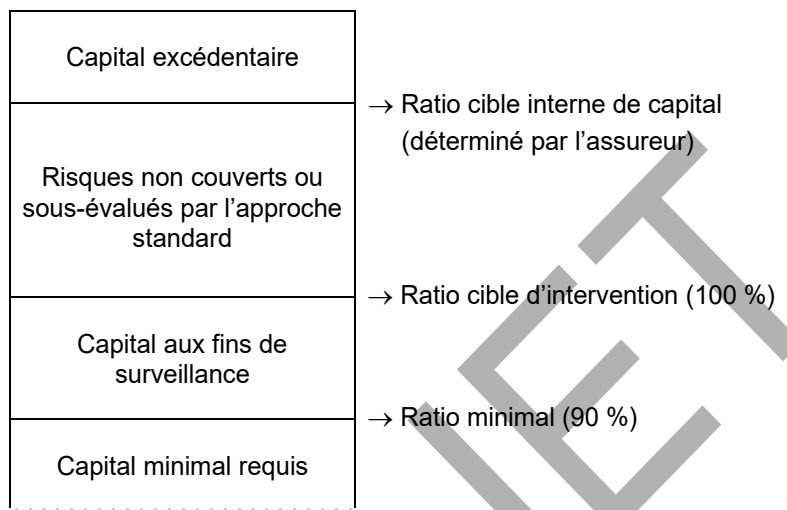 Capital excédentaire
→ Ratio cible interne de capital
(déterminé par l'assureur)
Risques non couverts ou
sous-évalués par l'approche
standard
→ Ratio cible d'intervention (100 %)
Capital aux fins de
surveillance
→ Ratio minimal (90 %)
Capital minimal requis